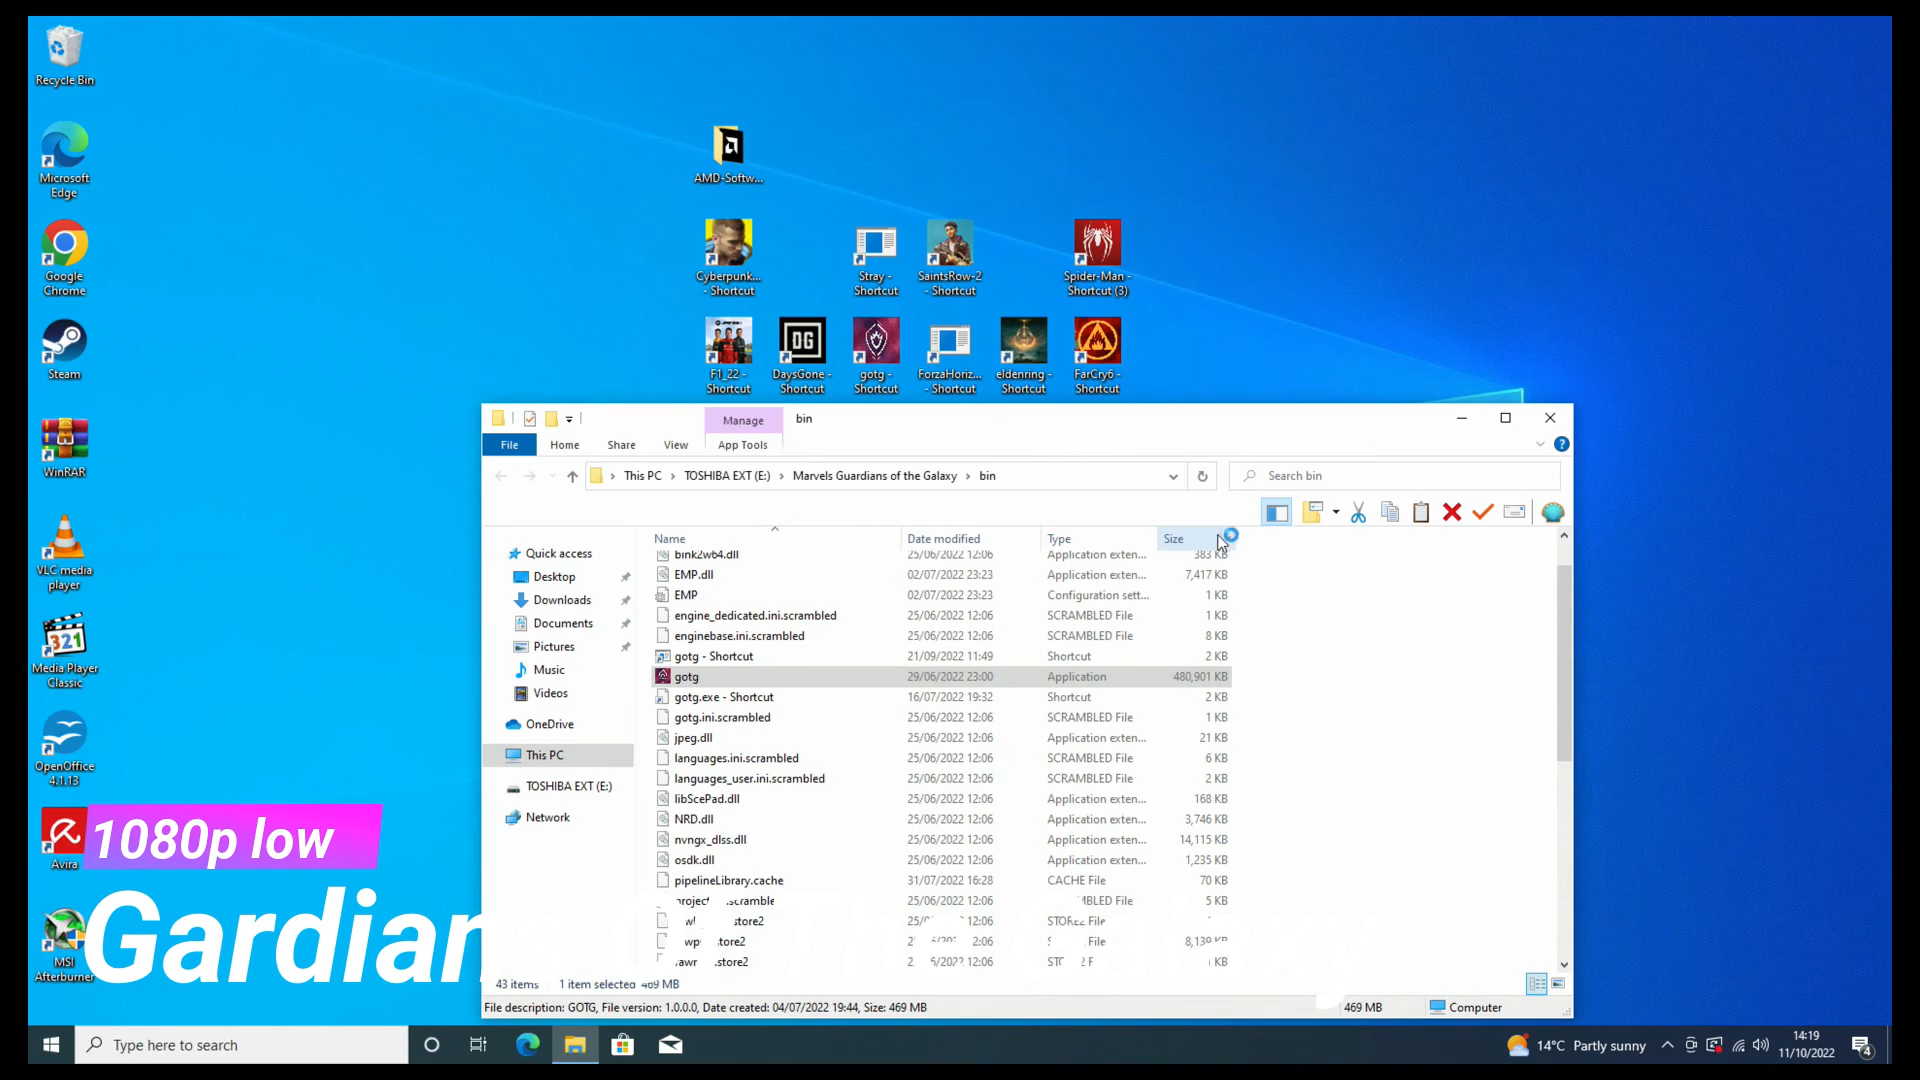 Recycle Bin
Microsoft Edge
Google Chrome
Steam
WinRAR
VLC media player
Media Player Classic
OpenOffice 4.1.13
Avira
MSI Afterburner
AMD-Softw...
Cyberpunk... - Shortcut
Stray - Shortcut
SaintsRow-2 - Shortcut
Spider-Man - Shortcut (3)
F1_22 - Shortcut
DaysGone - Shortcut
gotg - Shortcut
ForzaHoriz... - Shortcut
eldenring - Shortcut
FarCry6 - Shortcut
Manage
bin
File
Home
Share
View
App Tools
This PC > TOSHIBA EXT (E:) > Marvels Guardians of the Galaxy > bin
Search bin
Quick access
Desktop
Downloads
Documents
Pictures
Music
Videos
OneDrive
This PC
TOSHIBA EXT (E:)
Network
Name Date modified Type Size
bink2w64.dll 25/06/2022 12:06 Application exten... 383 KB
EMP.dll 02/07/2022 23:23 Application exten... 7,417 KB
EMP 02/07/2022 23:23 Configuration sett... 1 KB
engine_dedicated.ini.scrambled 25/06/2022 12:06 SCRAMBLED File 1 KB
enginebase.ini.scrambled 25/06/2022 12:06 SCRAMBLED File 8 KB
gotg - Shortcut 21/09/2022 11:49 Shortcut 2 KB
gotg 29/06/2022 23:00 Application 480,901 KB
gotg.exe - Shortcut 16/07/2022 19:32 Shortcut 2 KB
gotg.ini.scrambled 25/06/2022 12:06 SCRAMBLED File 1 KB
jpeg.dll 25/06/2022 12:06 Application exten... 21 KB
languages.ini.scrambled 25/06/2022 12:06 SCRAMBLED File 6 KB
languages_user.ini.scrambled 25/06/2022 12:06 SCRAMBLED File 2 KB
libScePad.dll 25/06/2022 12:06 Application exten... 168 KB
NRD.dll 25/06/2022 12:06 Application exten... 3,746 KB
nvngx_dlss.dll 25/06/2022 12:06 Application exten... 14,115 KB
osdk.dll 25/06/2022 12:06 Application exten... 1,235 KB
pipelineLibrary.cache 31/07/2022 16:28 CACHE File 70 KB
25/06/2022 12:06 File 5 KB
File
File 8,139 KB
12:06 KB
43 items 1 item selected 469 MB
File description: GOTG, File version: 1.0.0.0, Date created: 04/07/2022 19:44, Size: 469 MB
469 MB
Computer
1080p low
Gardians Of The Galaxy
Type here to search
14°C Partly sunny
14:19
11/10/2022
4